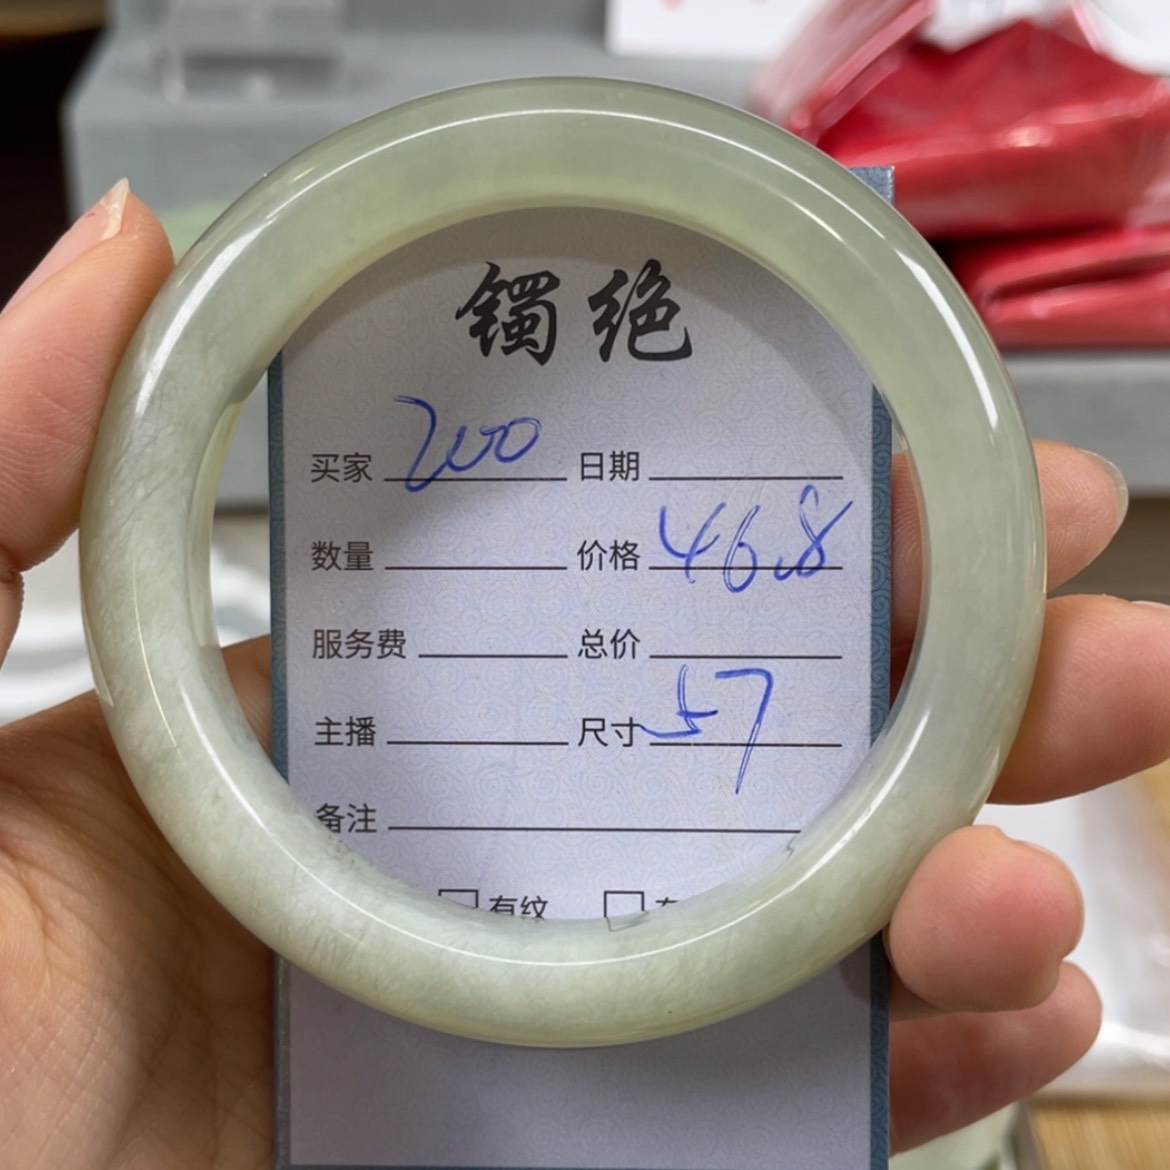 镯绝
买家 200 日期
数量 价格 46.8
服务费 总价
主播 尺寸 57
备注
☐ 有纹 ☐